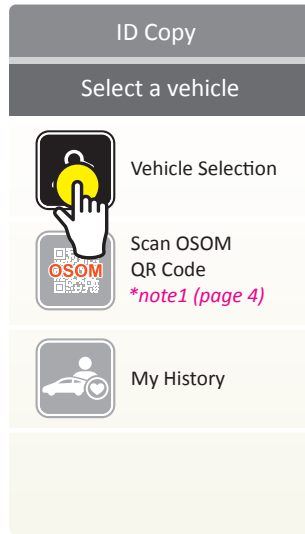 ID Copy
Select a vehicle
Vehicle Selection
Scan OSOM
QR Code
*note1 (page 4)
OSOM
My History